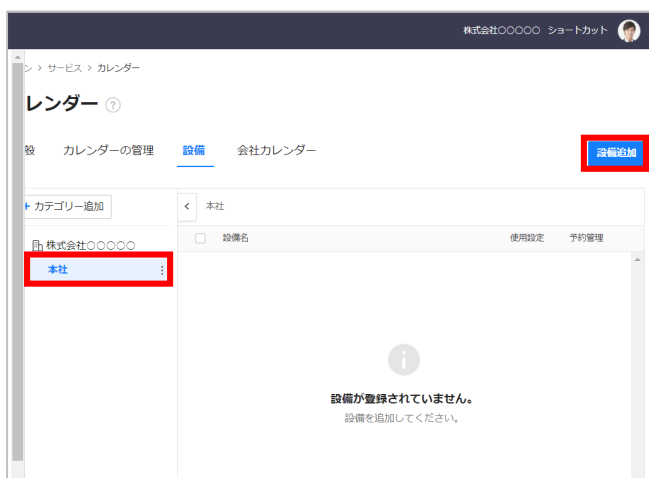 株式会社○○○○○ ショートカット
ン > サービス > カレンダー
レンダー ?
般 カレンダーの管理 設備 会社カレンダー 設備追加
+ カテゴリー追加 < 本社
設備名 使用設定 予約管理
株式会社○○○○○
本社
設備が登録されていません。
設備を追加してください。